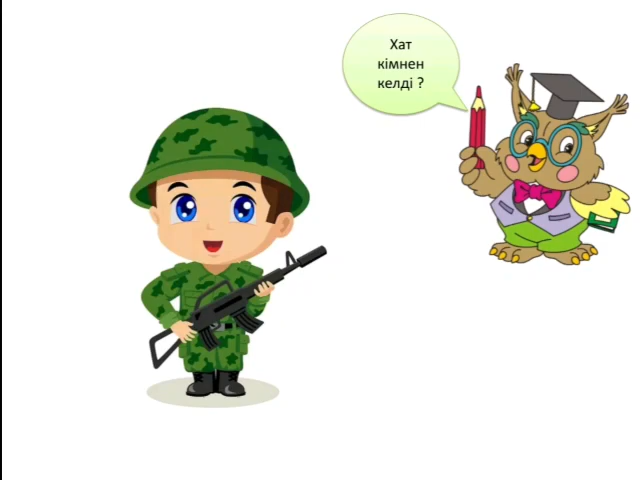 Хат
кімнен
келді ?